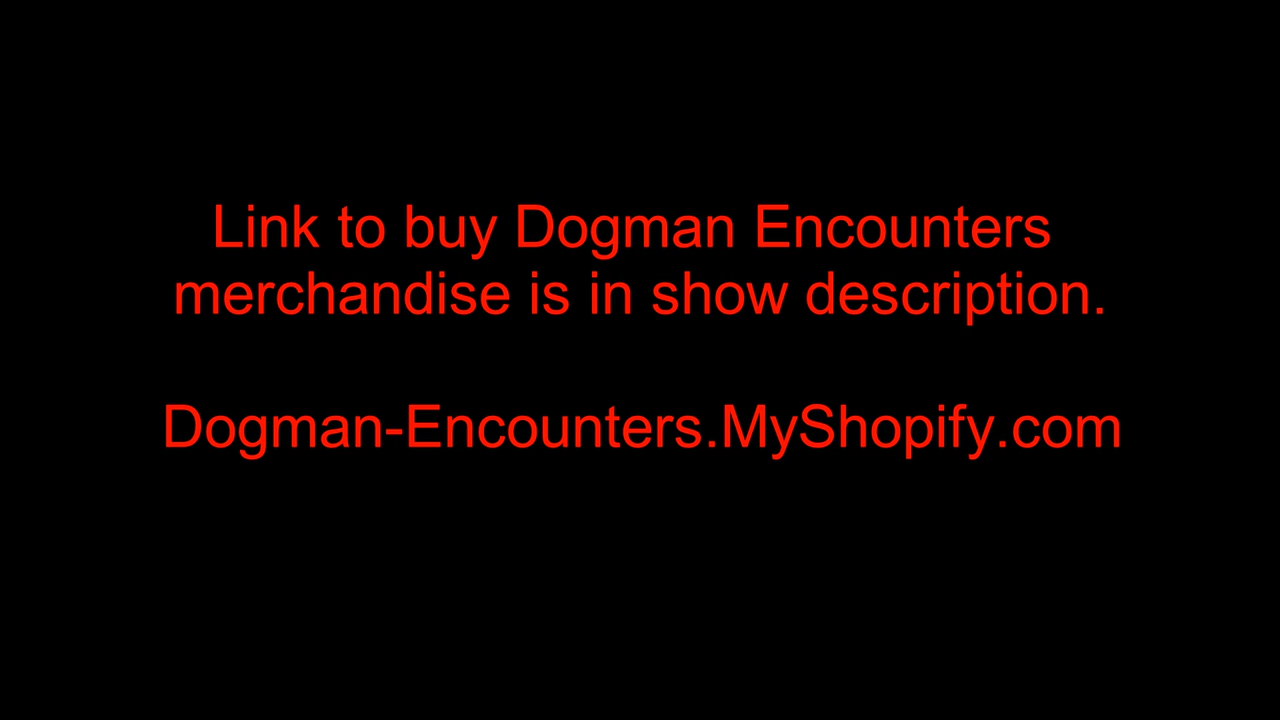 Link to buy Dogman Encounters
merchandise is in show description.
Dogman-Encounters.MyShopify.com